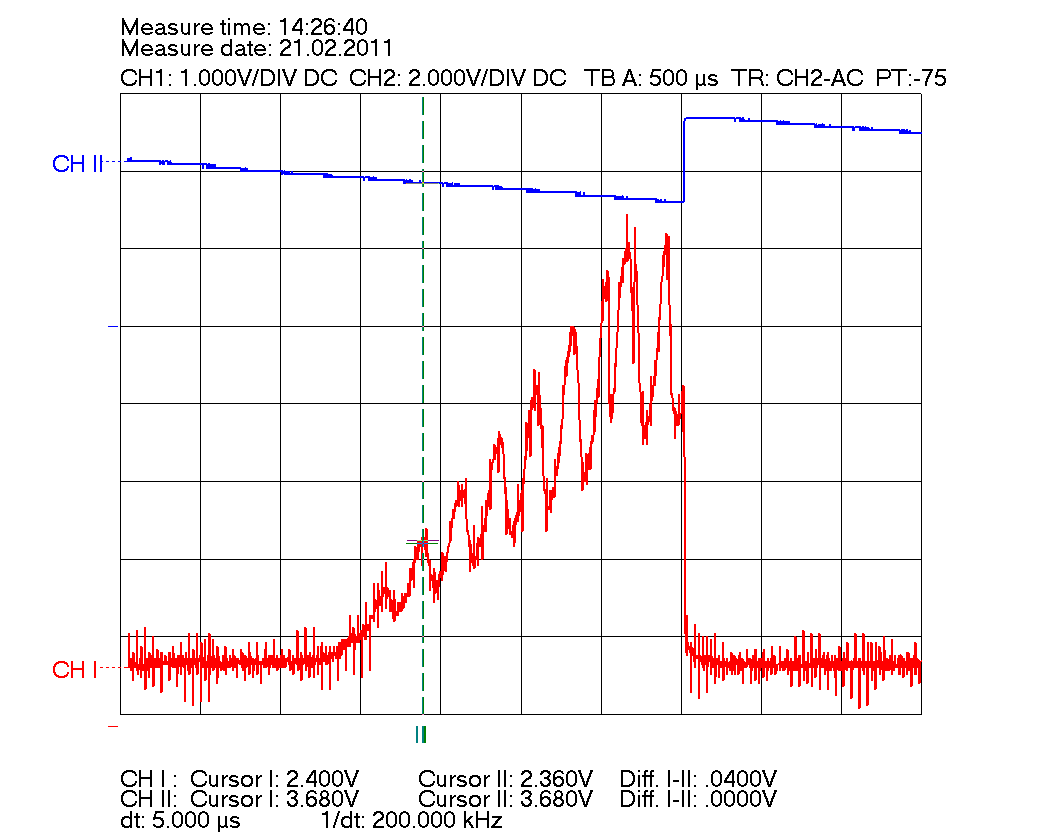 Measure time: 14:26:40
Measure date: 21.02.2011
CH1: 1.000V/DIV DC CH2: 2.000V/DIV DC TB A: 500 µs TR: CH2-AC PT:-75
CH II
CH I
CH I : Cursor I: 2.400V Cursor II: 2.360V Diff. I-II: .0400V
CH II: Cursor I: 3.680V Cursor II: 3.680V Diff. I-II: .0000V
dt: 5.000 µs 1/dt: 200.000 kHz